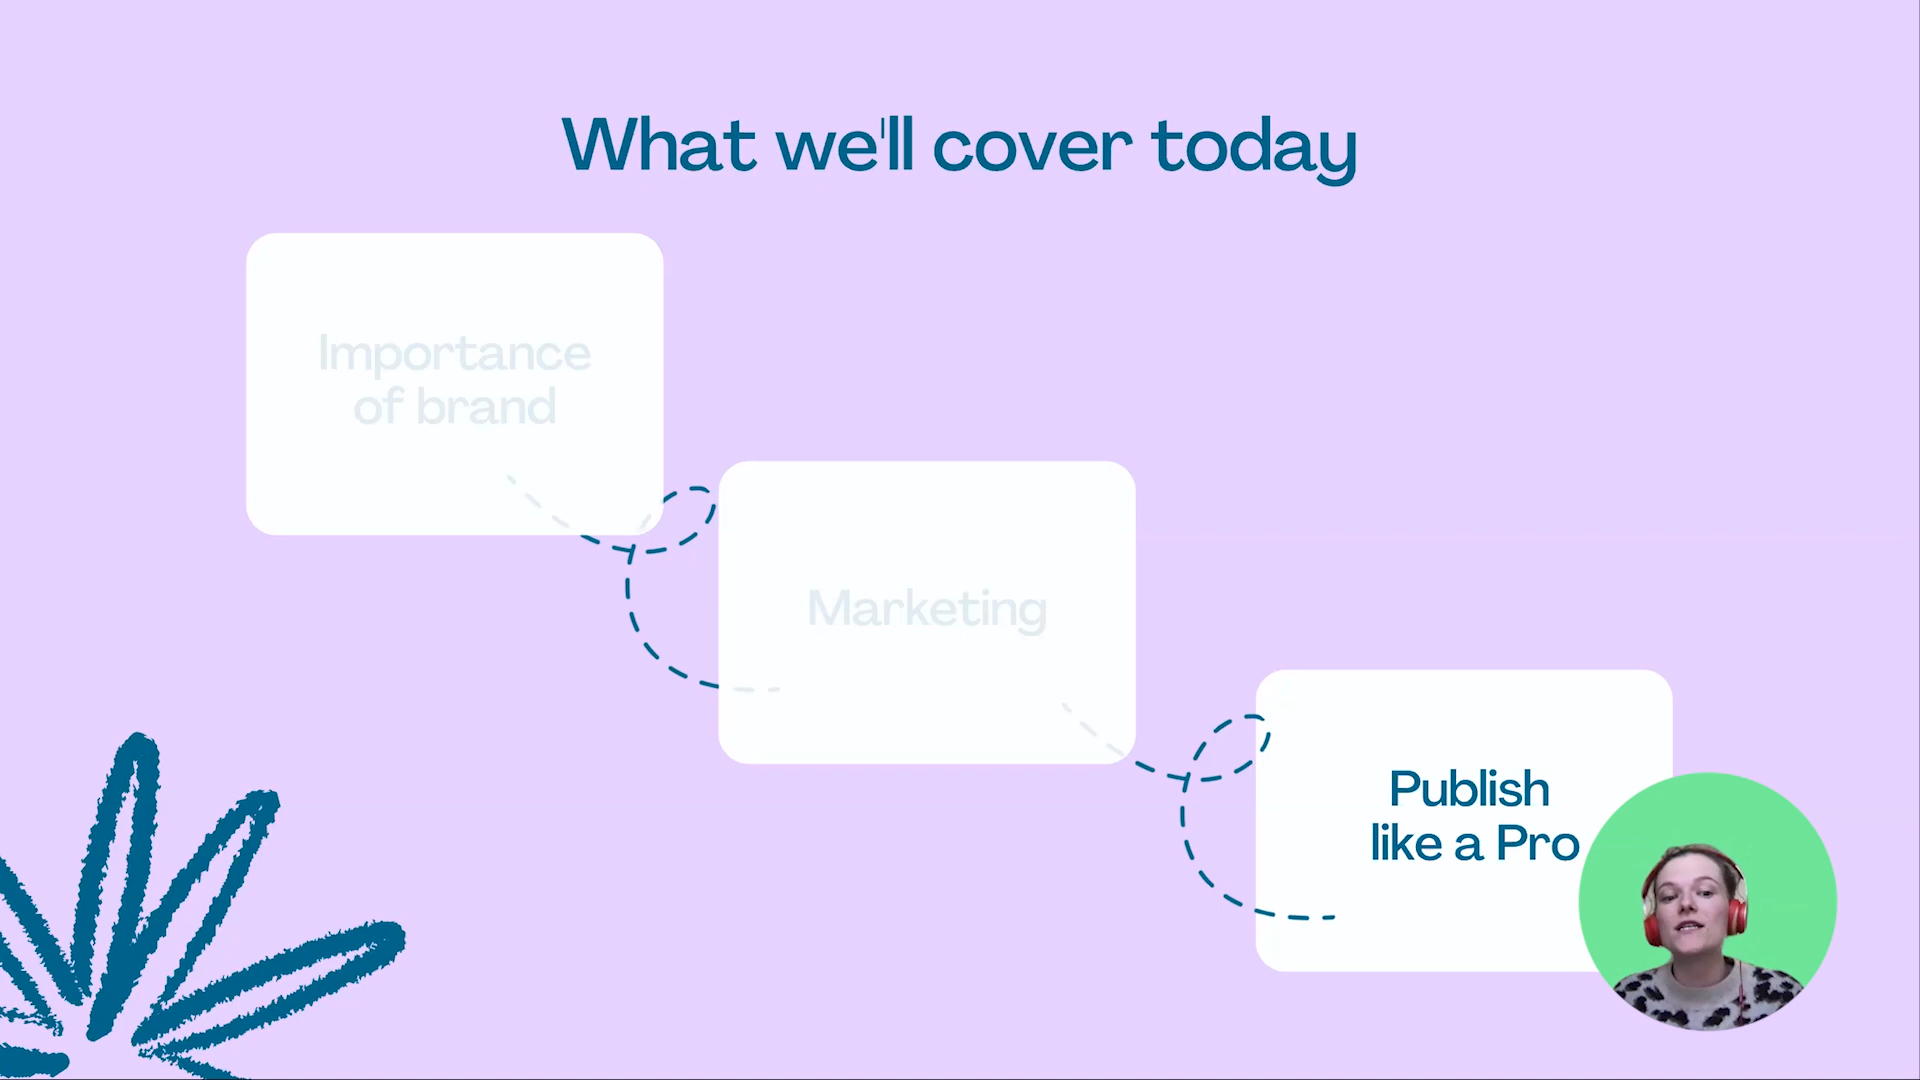 What we'll cover today
Importance
of brand
Marketing
Publish
like a Pro